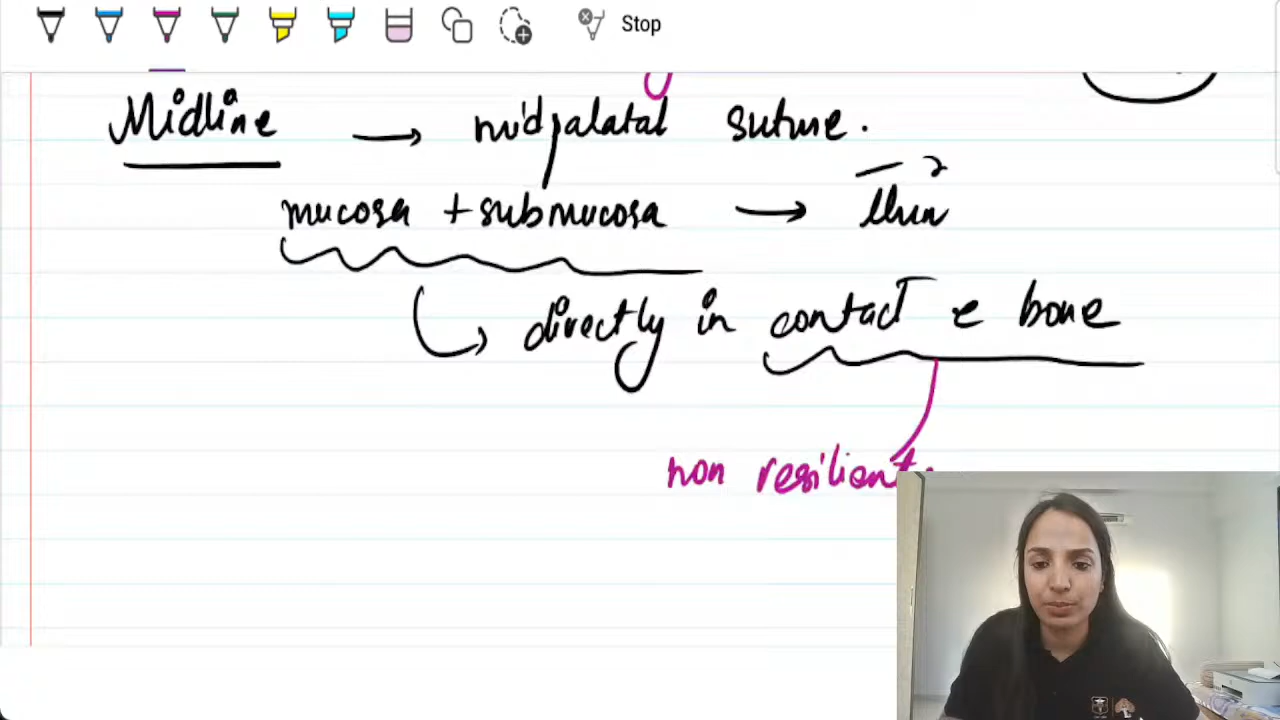 Stop
Midline → midpalatal suture.
mucosa + submucosa → thin
directly in contact c bone
non resilient